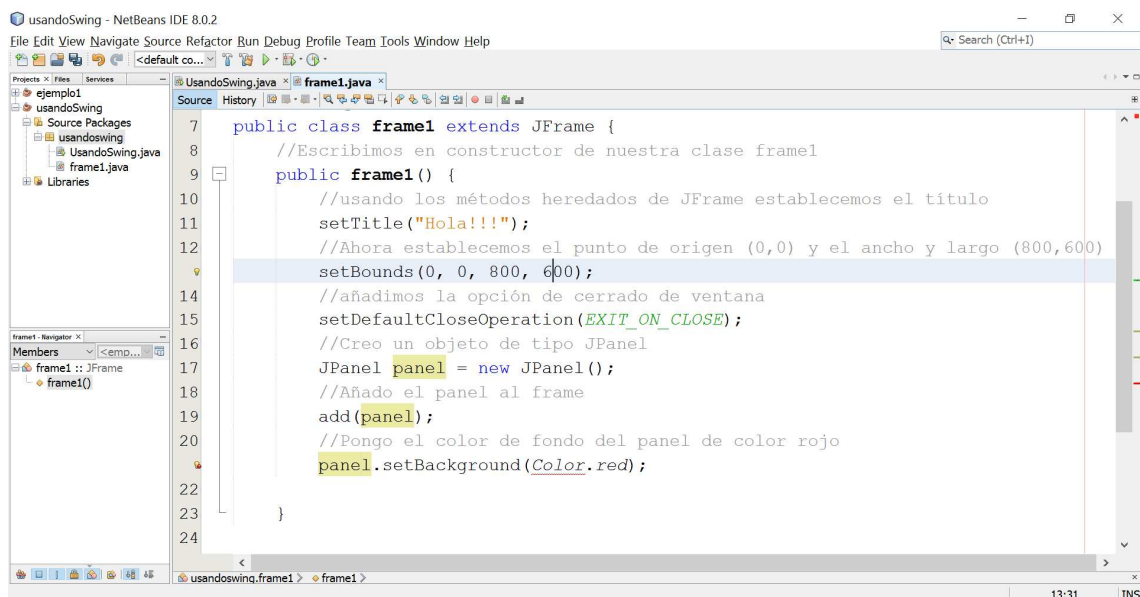 usandoSwing - NetBeans IDE 8.0.2
File Edit View Navigate Source Refactor Run Debug Profile Team Tools Window Help
Search (Ctrl+I)
<default co...
Projects × Files Services
ejemplo1
usandoSwing
Source Packages
usandoswing
UsandoSwing.java
frame1.java
Libraries
UsandoSwing.java × frame1.java ×
Source History
7 public class frame1 extends JFrame {
8 //Escribimos en constructor de nuestra clase frame1
9 public frame1() {
10 //usando los métodos heredados de JFrame establecemos el título
11 setTitle("Hola!!!");
12 //Ahora establecemos el punto de origen (0,0) y el ancho y largo (800,600)
setBounds(0, 0, 800, 600);
14 //añadimos la opción de cerrado de ventana
15 setDefaultCloseOperation(EXIT_ON_CLOSE);
16 //Creo un objeto de tipo JPanel
17 JPanel panel = new JPanel();
18 //Añado el panel al frame
19 add(panel);
20 //Pongo el color de fondo del panel de color rojo
panel.setBackground(Color.red);
22
23 }
24
frame1 - Navigator ×
Members <emp...
frame1 :: JFrame
frame1()
usandoswing.frame1 > frame1 >
13:31 INS